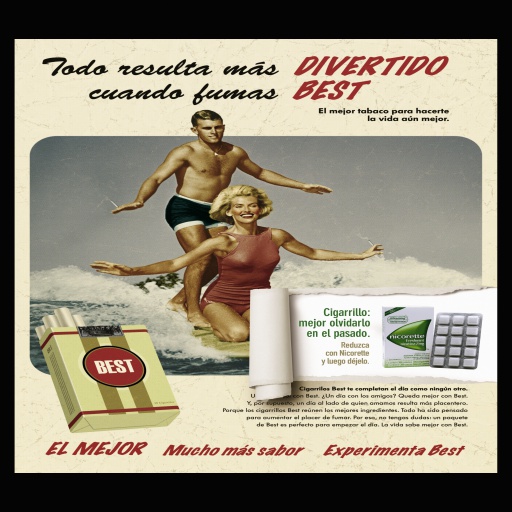 Todo resulta más DIVERTIDO
cuando fumas BEST
El mejor tabaco para hacerte
la vida aún mejor.
Cigarrillo:
mejor olvidarlo
en el pasado.
Reduzca
con Nicorette
y luego déjelo.
nicorette
BEST
Cigarrillos Best te completan el día como ningún otro.
con Best. ¿Un día con los amigos? Queda mejor con Best.
Y, por supuesto, un día al lado de quien amamos resulta más placentero.
Porque los cigarrillos Best reúnen los mejores ingredientes. Todo ha sido pensado
para aumentar el placer de fumar. Por eso, no tengas dudas: un paquete
de Best es perfecto para empezar el día. La vida sabe mejor con Best.
EL MEJOR Mucho más sabor Experimenta Best